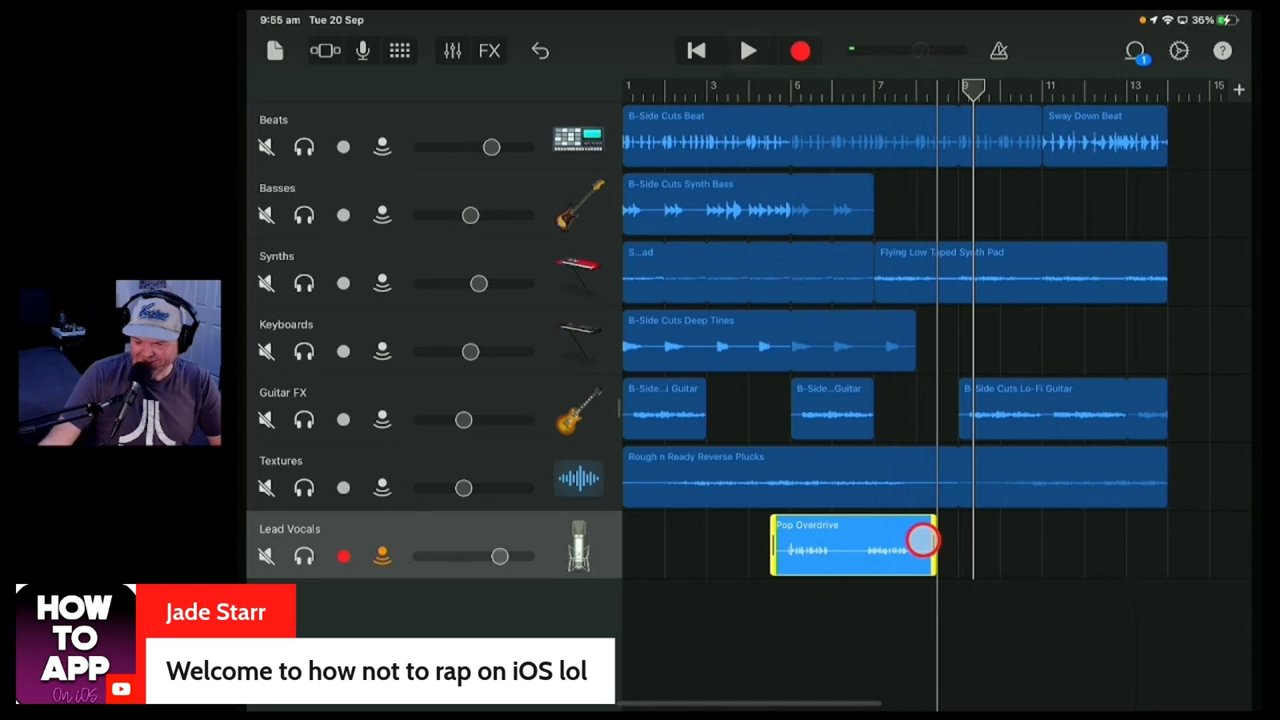 9:55 am Tue 20 Sep
36%
FX
1
?
1 3 5 7 9 11 13 15
Beats
B-Side Cuts Beat
Sway Down Beat
Basses
B-Side Cuts Synth Bass
Synths
S...ad
Flying Low Taped Synth Pad
Keyboards
B-Side Cuts Deep Tines
Guitar FX
B-Side...i Guitar
B-Side...Guitar
B-Side Cuts Lo-Fi Guitar
Textures
Rough n Ready Reverse Plucks
Lead Vocals
Pop Overdrive
HOW
TO
APP
On iOS
Jade Starr
Welcome to how not to rap on iOS lol